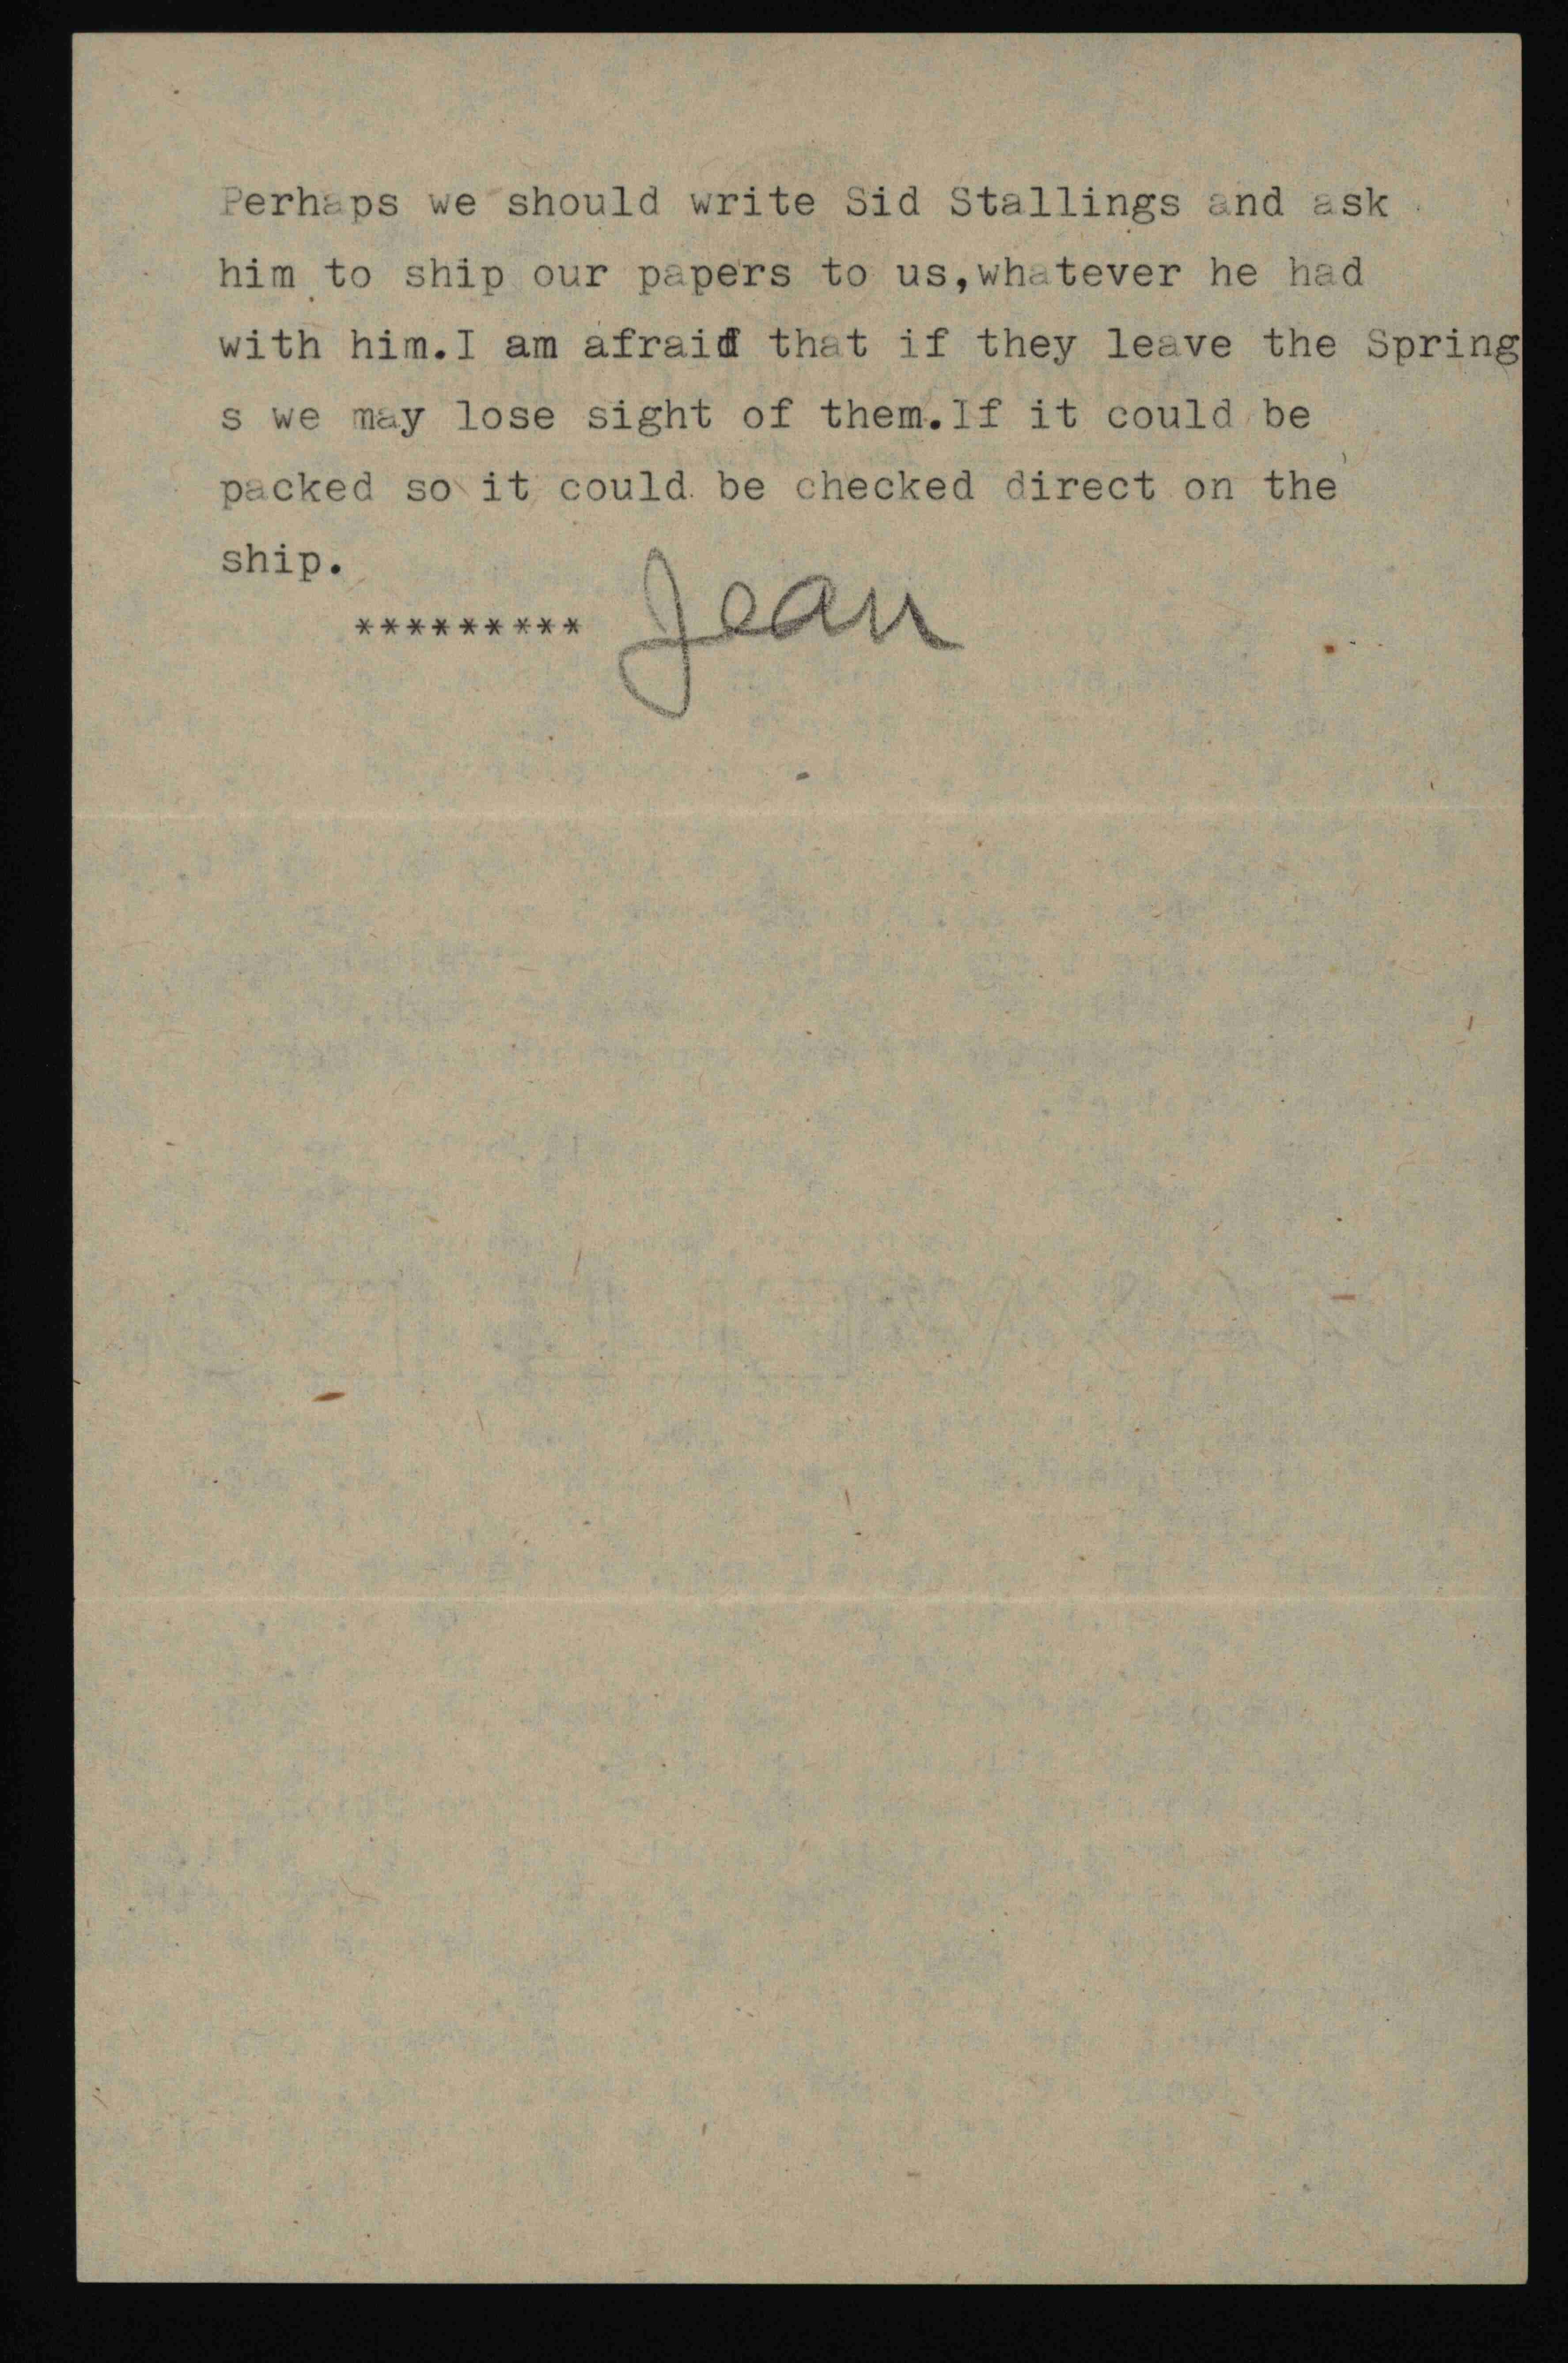 Perhaps we should write Sid Stallings and ask
him to ship our papers to us,whatever he had
with him.I am afraid that if they leave the Spring
s we may lose sight of them.If it could be
packed so it could be checked direct on the
ship.
********* Jean